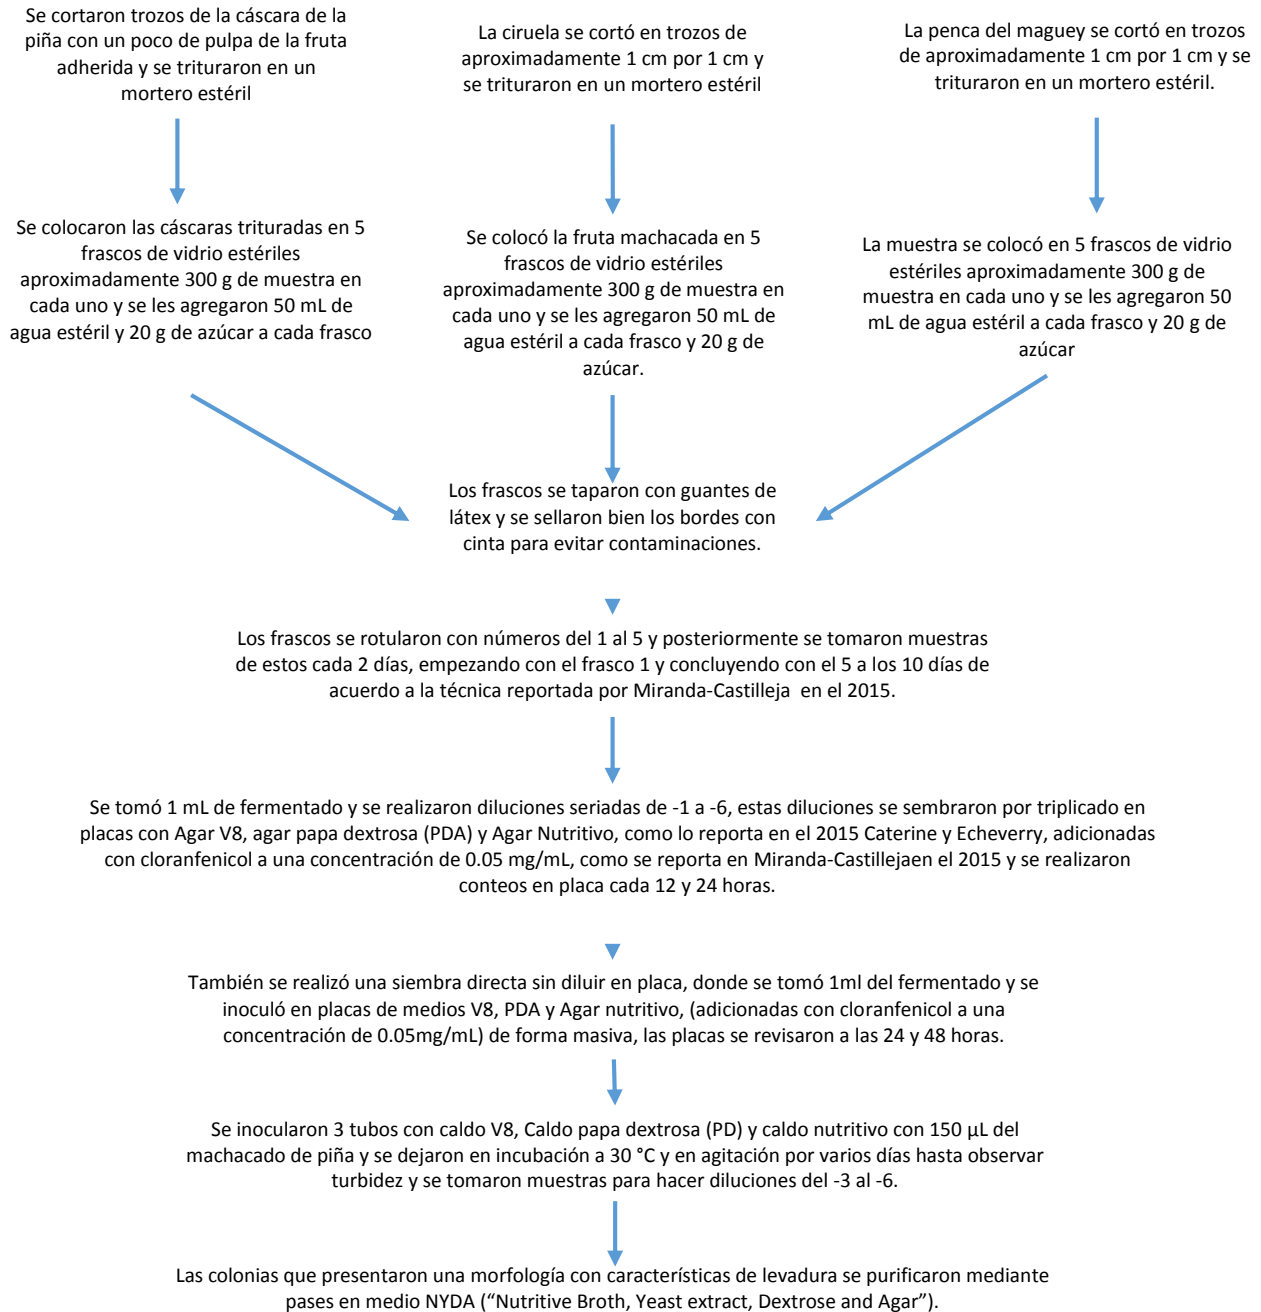 Se cortaron trozos de la cáscara de la
piña con un poco de pulpa de la fruta
adherida y se trituraron en un
mortero estéril
La ciruela se cortó en trozos de
aproximadamente 1 cm por 1 cm y
se trituraron en un mortero estéril
La penca del maguey se cortó en trozos
de aproximadamente 1 cm por 1 cm y se
trituraron en un mortero estéril.
Se colocaron las cáscaras trituradas en 5
frascos de vidrio estériles
aproximadamente 300 g de muestra en
cada uno y se les agregaron 50 mL de
agua estéril y 20 g de azúcar a cada frasco
Se colocó la fruta machacada en 5
frascos de vidrio estériles
aproximadamente 300 g de muestra en
cada uno y se les agregaron 50 mL de
agua estéril a cada frasco y 20 g de
azúcar.
La muestra se colocó en 5 frascos de vidrio
estériles aproximadamente 300 g de
muestra en cada uno y se les agregaron 50
mL de agua estéril a cada frasco y 20 g de
azúcar
Los frascos se taparon con guantes de
látex y se sellaron bien los bordes con
cinta para evitar contaminaciones.
Los frascos se rotularon con números del 1 al 5 y posteriormente se tomaron muestras
de estos cada 2 días, empezando con el frasco 1 y concluyendo con el 5 a los 10 días de
acuerdo a la técnica reportada por Miranda-Castilleja en el 2015.
Se tomó 1 mL de fermentado y se realizaron diluciones seriadas de -1 a -6, estas diluciones se sembraron por triplicado en
placas con Agar V8, agar papa dextrosa (PDA) y Agar Nutritivo, como lo reporta en el 2015 Caterine y Echeverry, adicionadas
con cloranfenicol a una concentración de 0.05 mg/mL, como se reporta en Miranda-Castillejaen el 2015 y se realizaron
conteos en placa cada 12 y 24 horas.
También se realizó una siembra directa sin diluir en placa, donde se tomó 1ml del fermentado y se
inoculó en placas de medios V8, PDA y Agar nutritivo, (adicionadas con cloranfenicol a una
concentración de 0.05mg/mL) de forma masiva, las placas se revisaron a las 24 y 48 horas.
Se inocularon 3 tubos con caldo V8, Caldo papa dextrosa (PD) y caldo nutritivo con 150 µL del
machacado de piña y se dejaron en incubación a 30 °C y en agitación por varios días hasta observar
turbidez y se tomaron muestras para hacer diluciones del -3 al -6.
Las colonias que presentaron una morfología con características de levadura se purificaron mediante
pases en medio NYDA ("Nutritive Broth, Yeast extract, Dextrose and Agar").